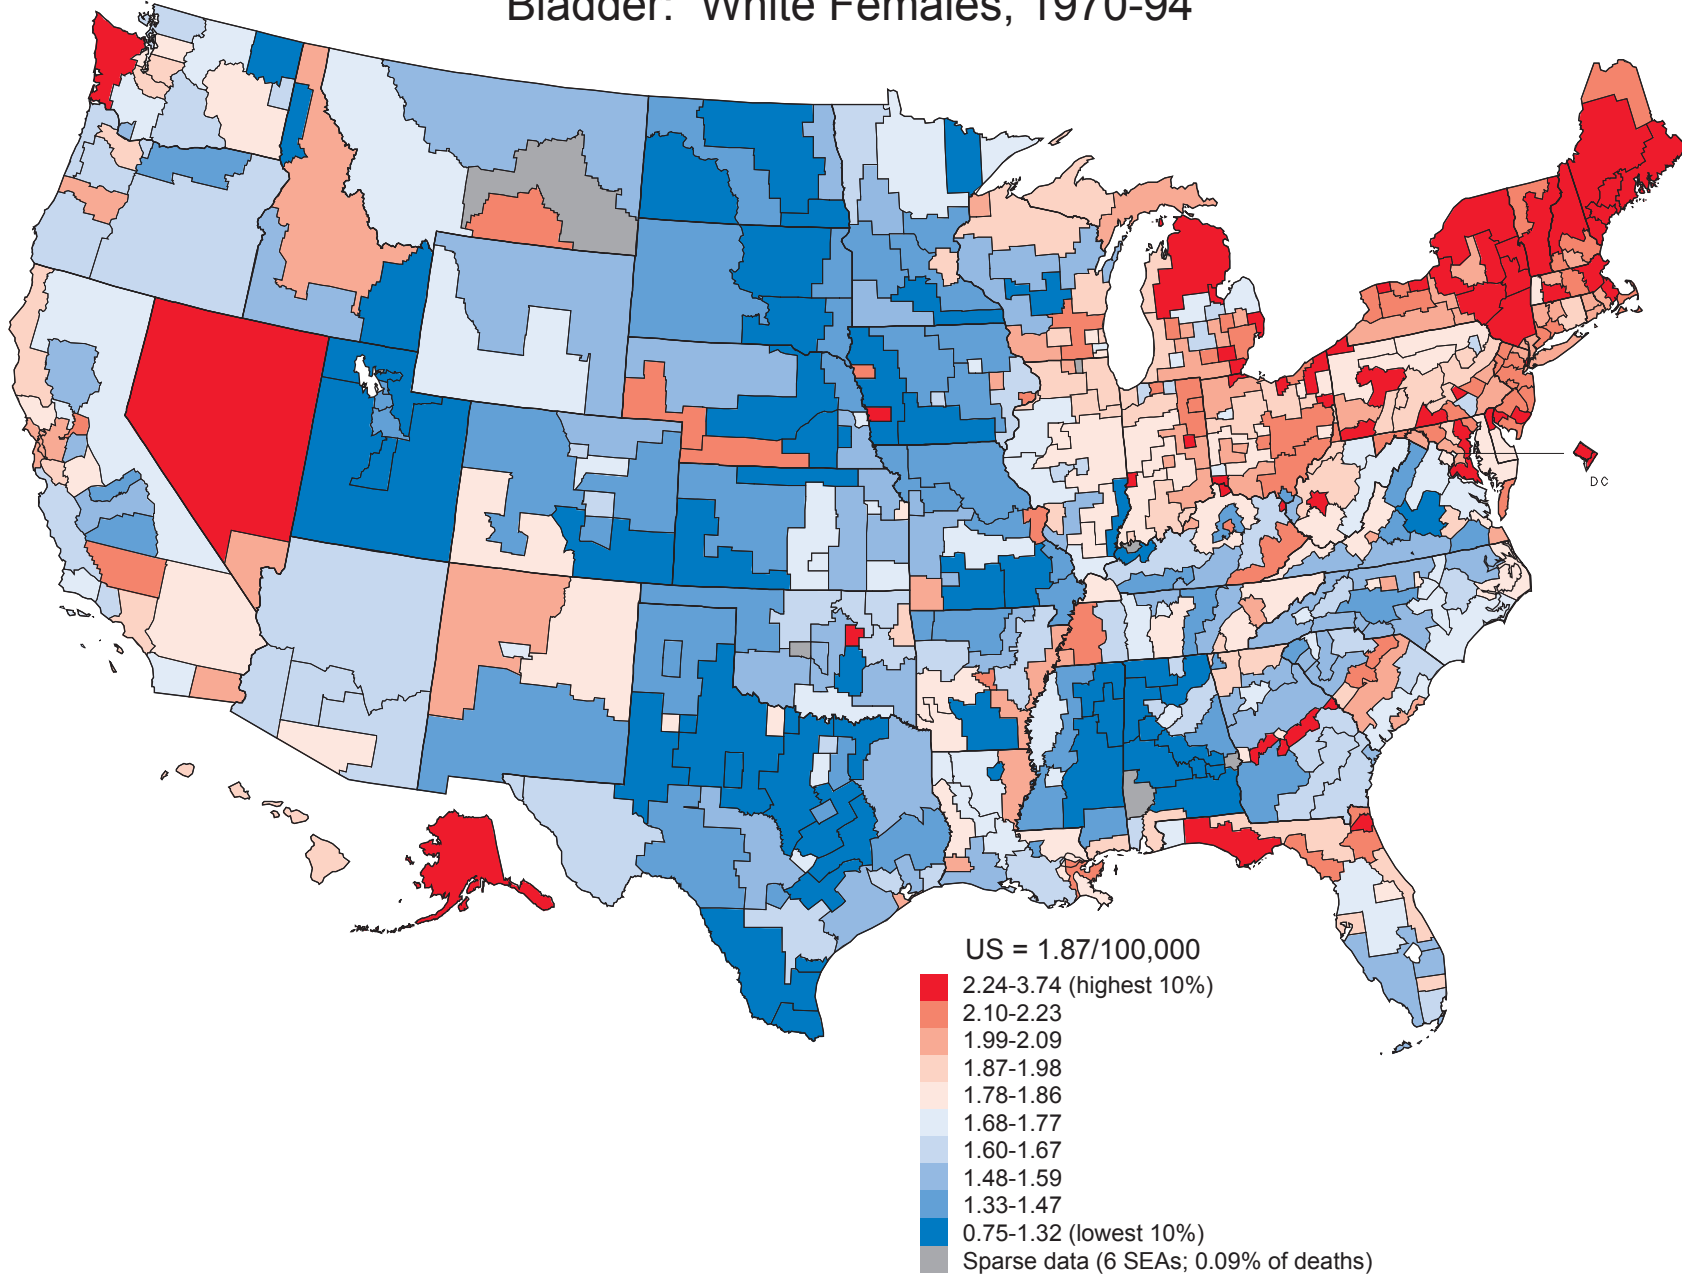 Bladder: White Females, 1970-94
DC
US = 1.87/100,000
2.24-3.74 (highest 10%)
2.10-2.23
1.99-2.09
1.87-1.98
1.78-1.86
1.68-1.77
1.60-1.67
1.48-1.59
1.33-1.47
0.75-1.32 (lowest 10%)
Sparse data (6 SEAs; 0.09% of deaths)